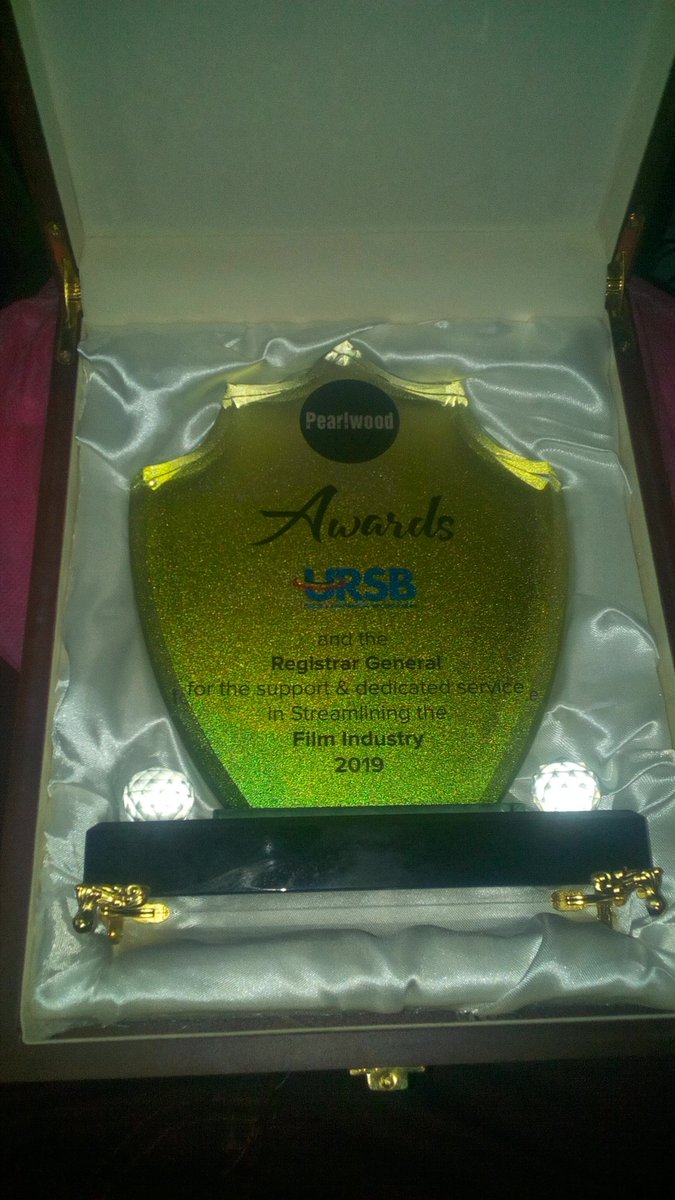 Pearlwood
Awards
URSB
and the
Registrar General
for the support & dedicated service
in Streamlining the
Film Industry
2019